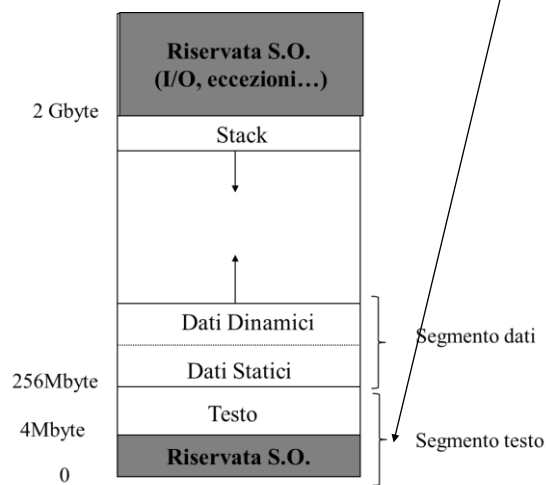 Riservata S.O.
(I/O, eccezioni…)
2 Gbyte
Stack
Dati Dinamici
Segmento dati
Dati Statici
256Mbyte
Testo
4Mbyte
Segmento testo
Riservata S.O.
0